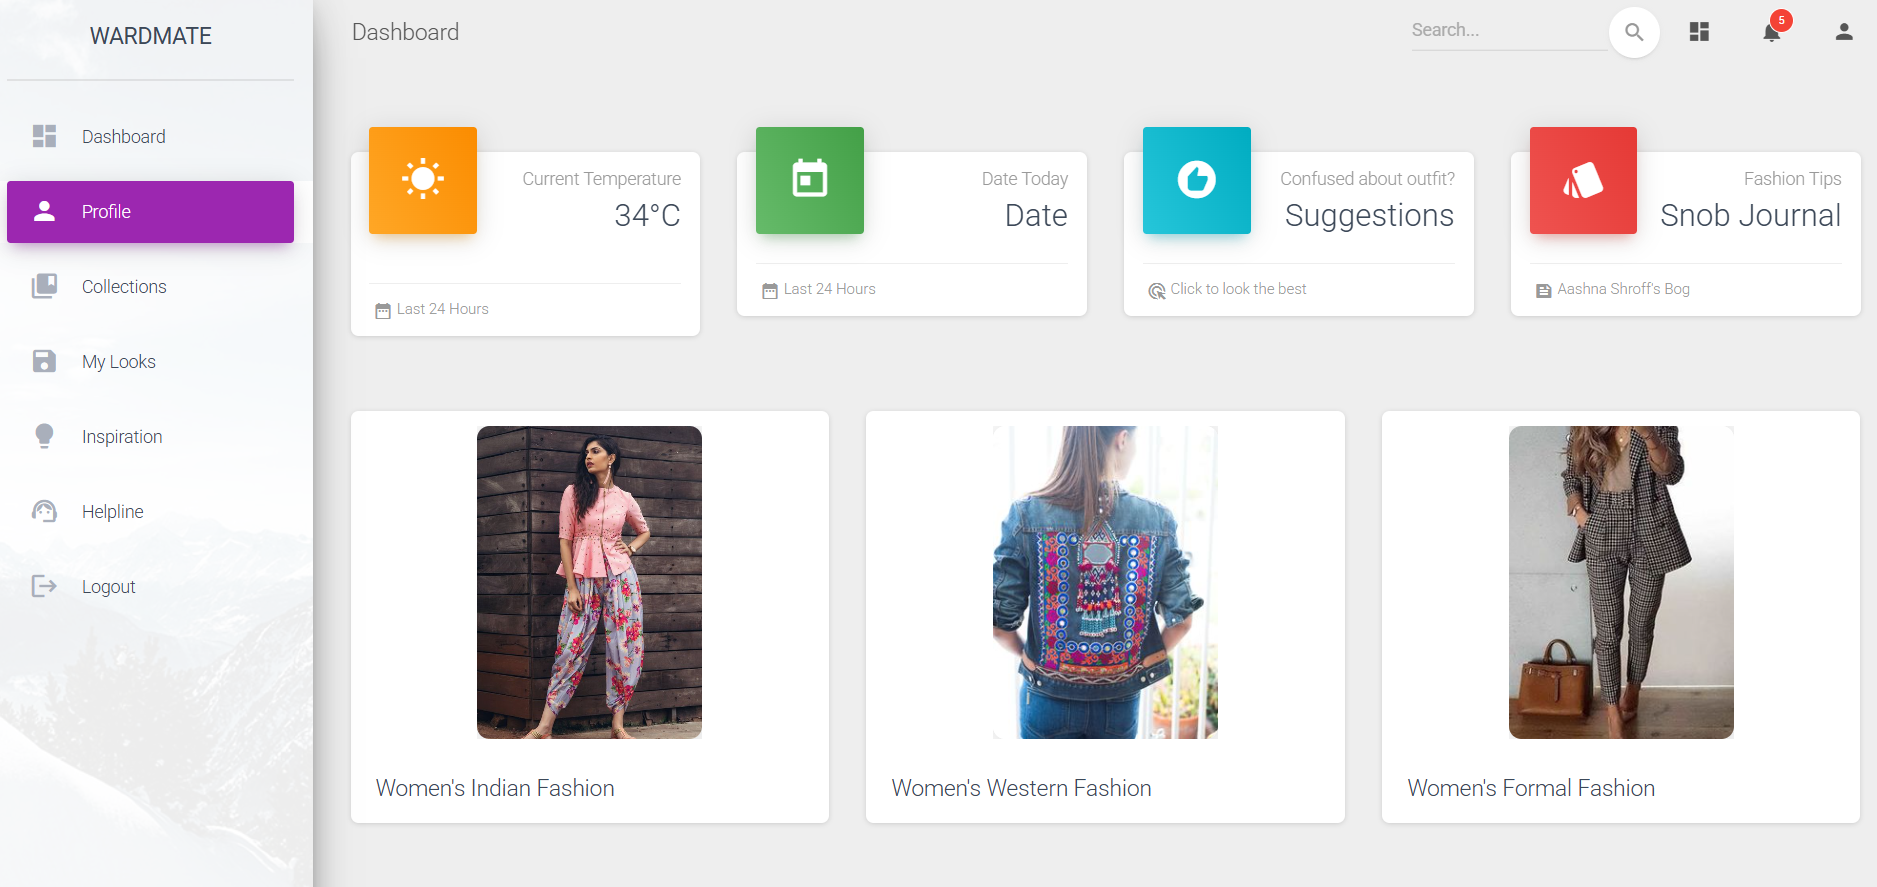 WARDMATE
Dashboard
Profile
Collections
My Looks
Inspiration
Helpline
Logout
Dashboard
Search...
5
Current Temperature
34°C
Last 24 Hours
Date Today
Date
Last 24 Hours
Confused about outfit?
Suggestions
Click to look the best
Fashion Tips
Snob Journal
Aashna Shroff's Bog
Women's Indian Fashion
Women's Western Fashion
Women's Formal Fashion